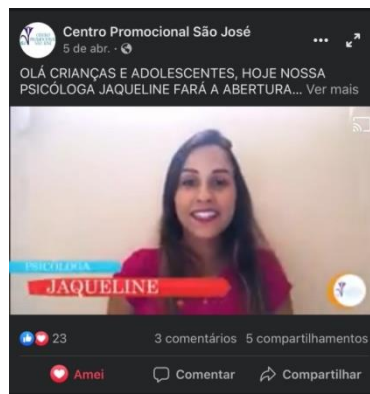 Centro Promocional São José
5 de abr.
OLÁ CRIANÇAS E ADOLESCENTES, HOJE NOSSA
PSICÓLOGA JAQUELINE FARÁ A ABERTURA... Ver mais
PSICÓLOGA
JAQUELINE
23
3 comentários 5 compartilhamentos
Amei
Comentar
Compartilhar